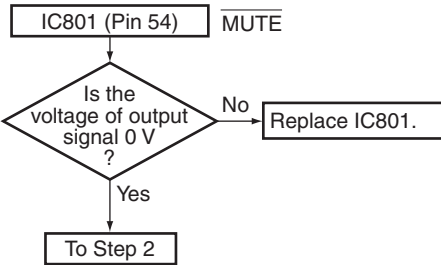 IC801 (Pin 54)
MUTE
Is the
voltage of output
signal 0 V
?
No
Replace IC801.
Yes
To Step 2